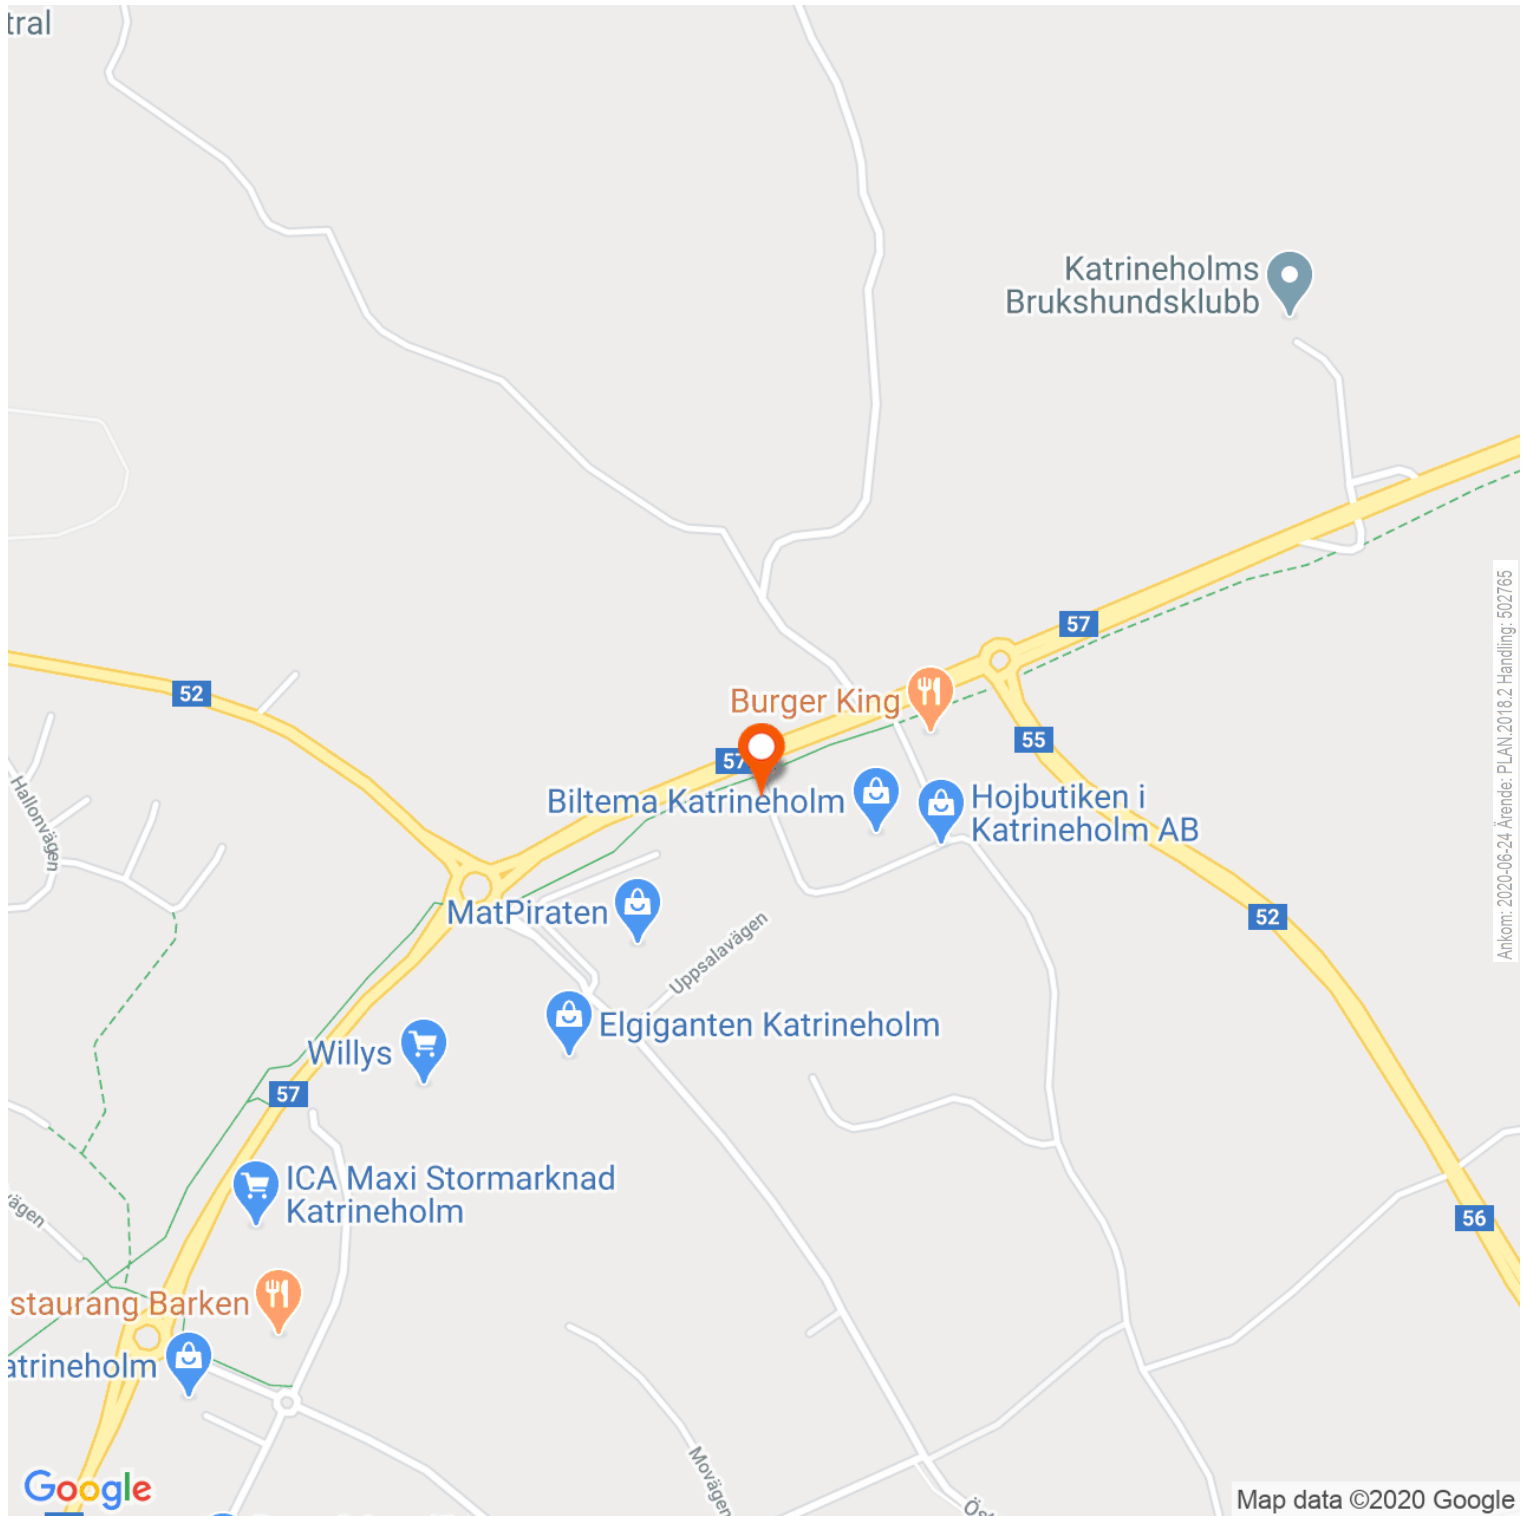 tral
Katrineholms
Brukshundsklubb
57
52
Burger King
55
57
Hallonvägen
Biltema Katrineholm
Hojbutiken i
Katrineholm AB
Ankom: 2020-06-24 Ärende: PLAN.2018.2 Handling: 502765
MatPiraten
52
Uppsalavägen
Elgiganten Katrineholm
Willys
57
ICA Maxi Stormarknad
Katrineholm
vägen
56
staurang Barken
atrineholm
Movägen
Google
Map data ©2020 Google